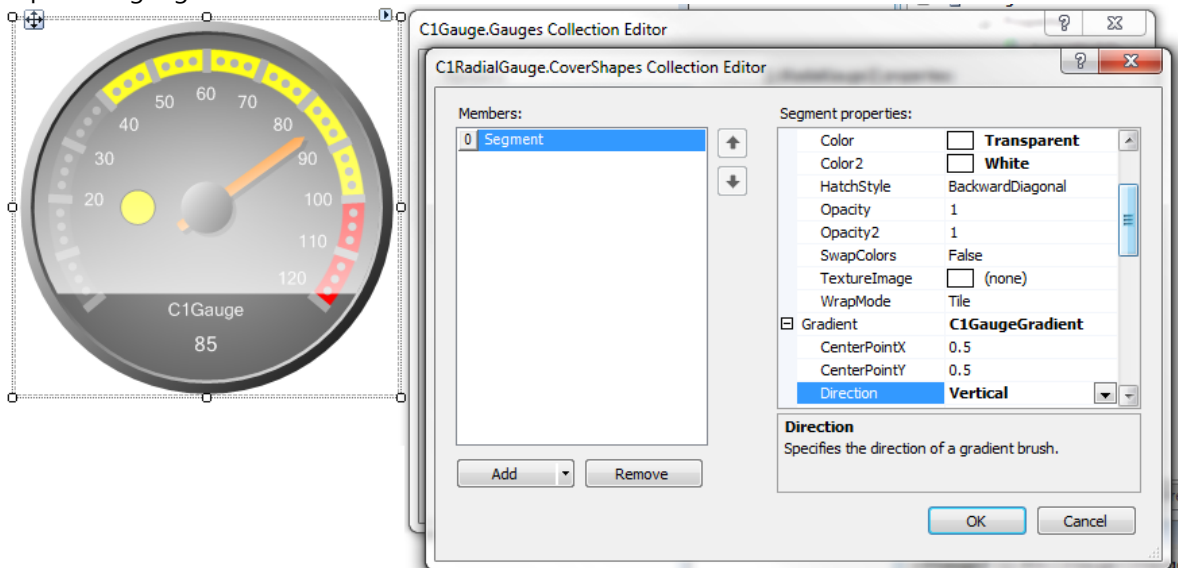 C1Gauge.Gauges Collection Editor
C1RadialGauge.CoverShapes Collection Editor
Members:
0 Segment
Add
Remove
Segment properties:
Color Transparent
Color2 White
HatchStyle BackwardDiagonal
Opacity 1
Opacity2 1
SwapColors False
TextureImage (none)
WrapMode Tile
Gradient C1GaugeGradient
CenterPointX 0.5
CenterPointY 0.5
Direction Vertical
Direction
Specifies the direction of a gradient brush.
OK
Cancel
20
30
40
50
60
70
80
90
100
110
120
C1Gauge
85